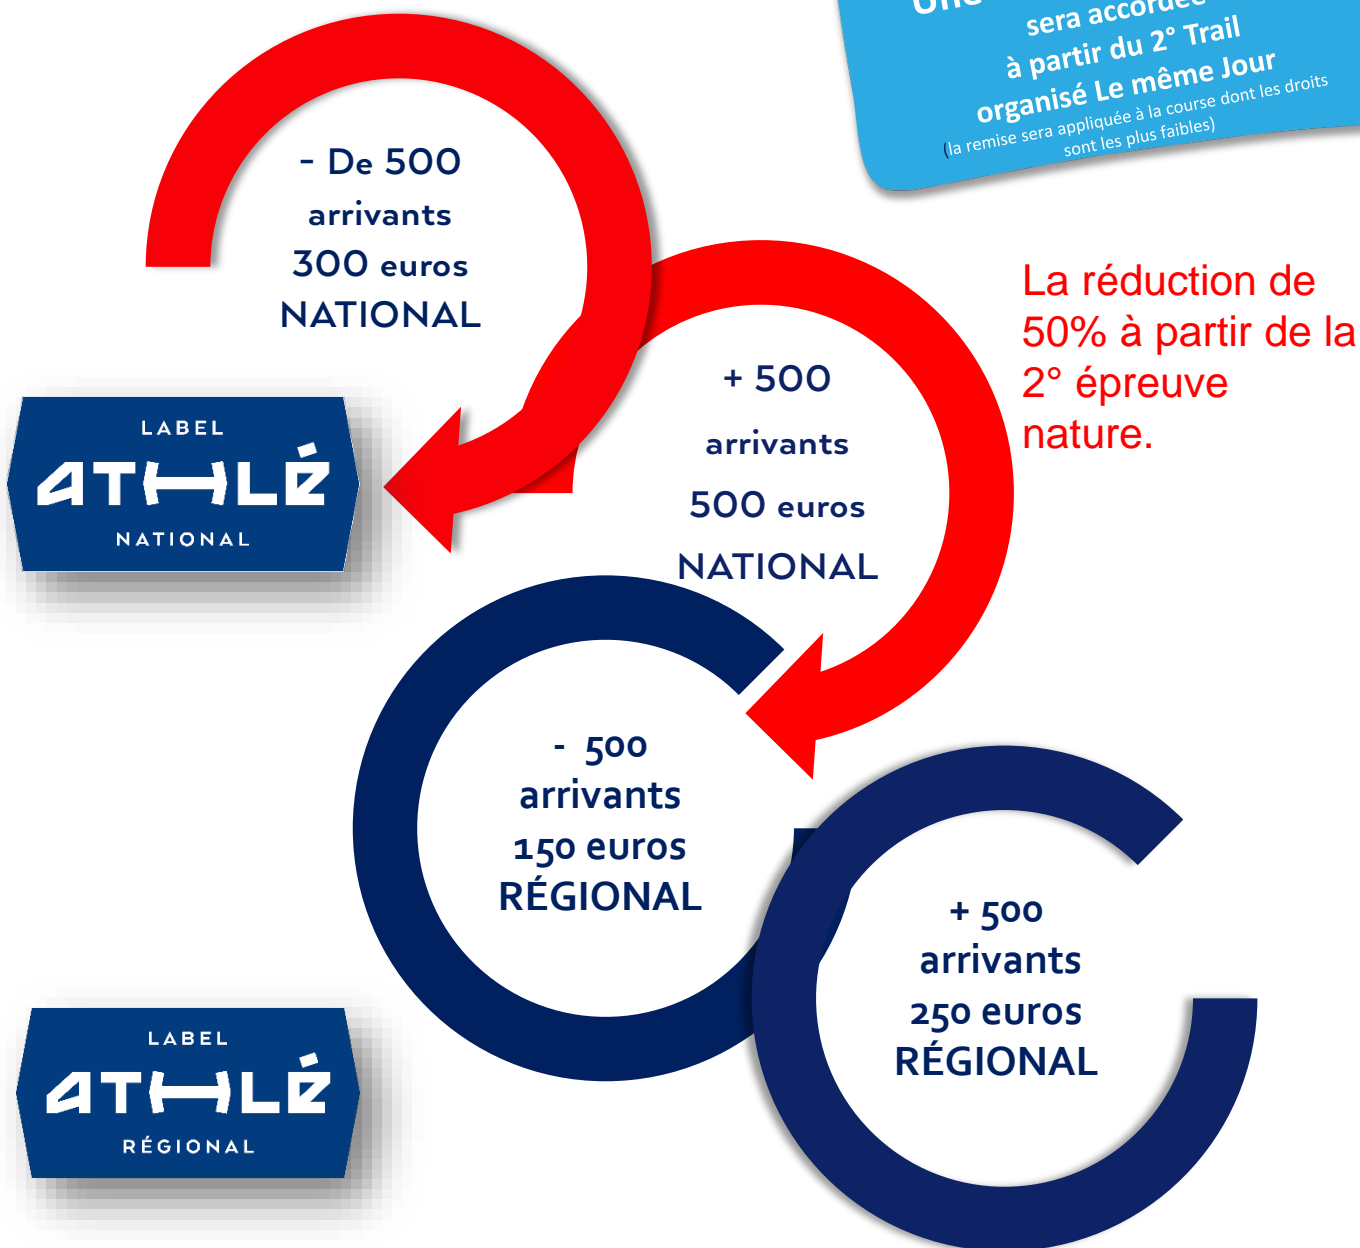 Une
sera accordée
à partir du 2° Trail
organisé Le même Jour
(la remise sera appliquée à la course dont les droits
sont les plus faibles)
- De 500
arrivants
300 euros
NATIONAL
La réduction de
50% à partir de la
2° épreuve
nature.
+ 500
arrivants
500 euros
NATIONAL
LABEL
ATHLÉ
NATIONAL
- 500
arrivants
150 euros
RÉGIONAL
+ 500
arrivants
250 euros
RÉGIONAL
LABEL
ATHLÉ
RÉGIONAL